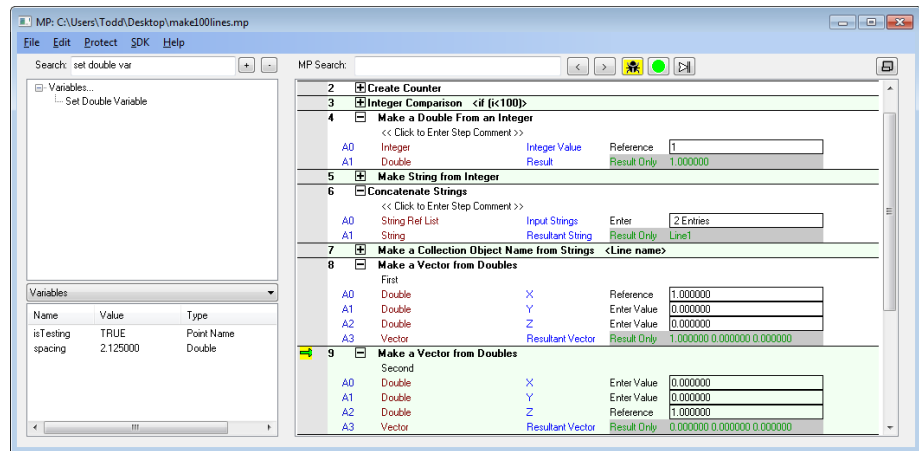 MP: C:\Users\Todd\Desktop\make100lines.mp
File Edit Protect SDK Help
Search: set double var + - MP Search: < >
Variables...
Set Double Variable
2 Create Counter
3 Integer Comparison <if (i<100)>
4 Make a Double From an Integer
<< Click to Enter Step Comment >>
A0 Integer Integer Value Reference 1
A1 Double Result Result Only 1.000000
5 Make String from Integer
6 Concatenate Strings
<< Click to Enter Step Comment >>
A0 String Ref List Input Strings Enter 2 Entries
A1 String Resultant String Result Only Line1
7 Make a Collection Object Name from Strings <Line name>
8 Make a Vector from Doubles
First
A0 Double X Reference 1.000000
A1 Double Y Enter Value 0.000000
A2 Double Z Enter Value 0.000000
A3 Vector Resultant Vector Result Only 1.000000 0.000000 0.000000
9 Make a Vector from Doubles
Second
A0 Double X Enter Value 0.000000
A1 Double Y Enter Value 0.000000
A2 Double Z Reference 1.000000
A3 Vector Resultant Vector Result Only 0.000000 0.000000 0.000000
Variables
Name Value Type
isTesting TRUE Point Name
spacing 2.125000 Double